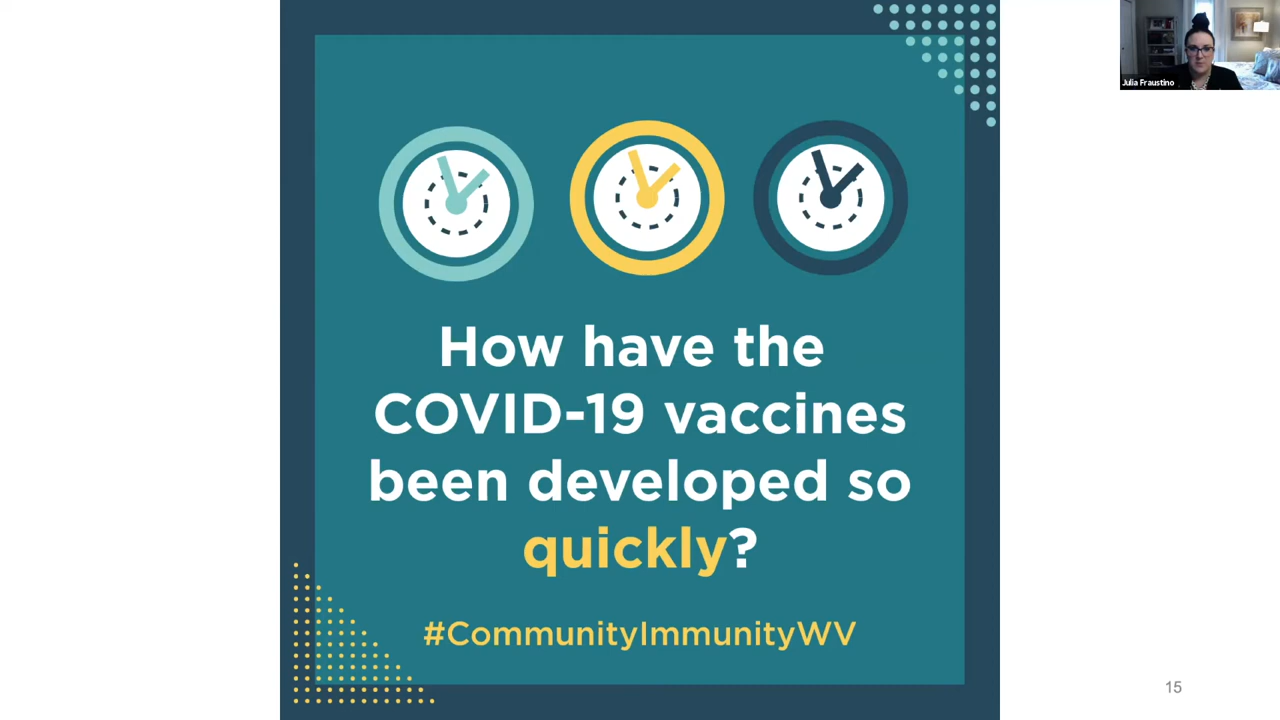 Julia Fraustino
How have the
COVID-19 vaccines
been developed so
quickly?
#CommunityImmunityWV
15